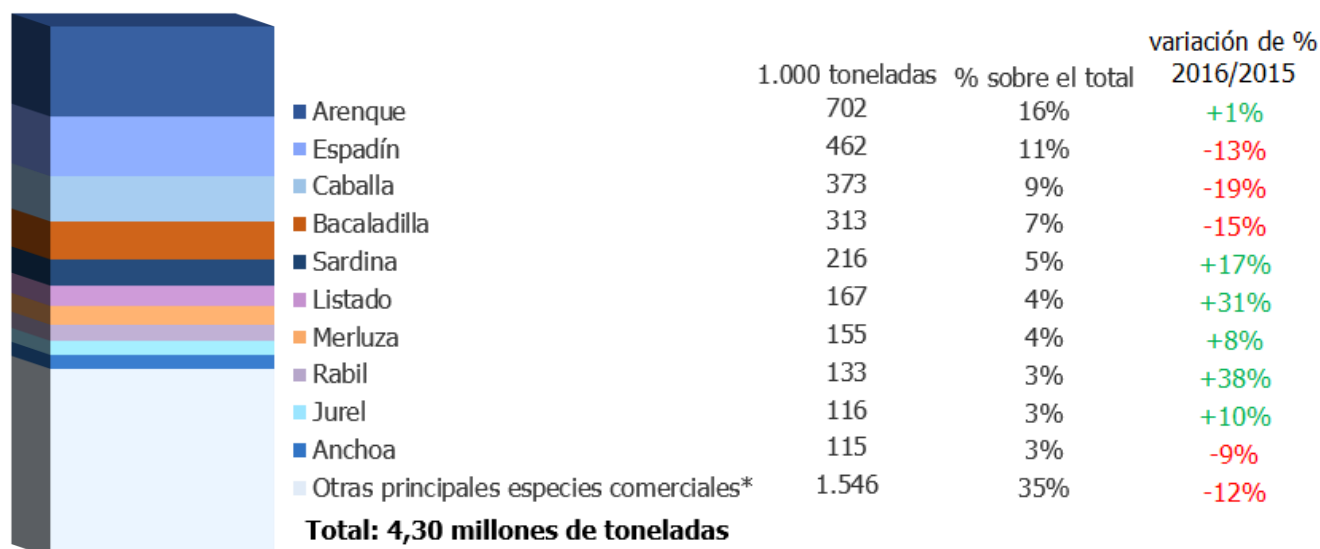 variación de %
1.000 toneladas % sobre el total 2016/2015
Arenque 702 16% +1%
Espadín 462 11% -13%
Caballa 373 9% -19%
Bacaladilla 313 7% -15%
Sardina 216 5% +17%
Listado 167 4% +31%
Merluza 155 4% +8%
Rabil 133 3% +38%
Jurel 116 3% +10%
Anchoa 115 3% -9%
Otras principales especies comerciales* 1.546 35% -12%
Total: 4,30 millones de toneladas